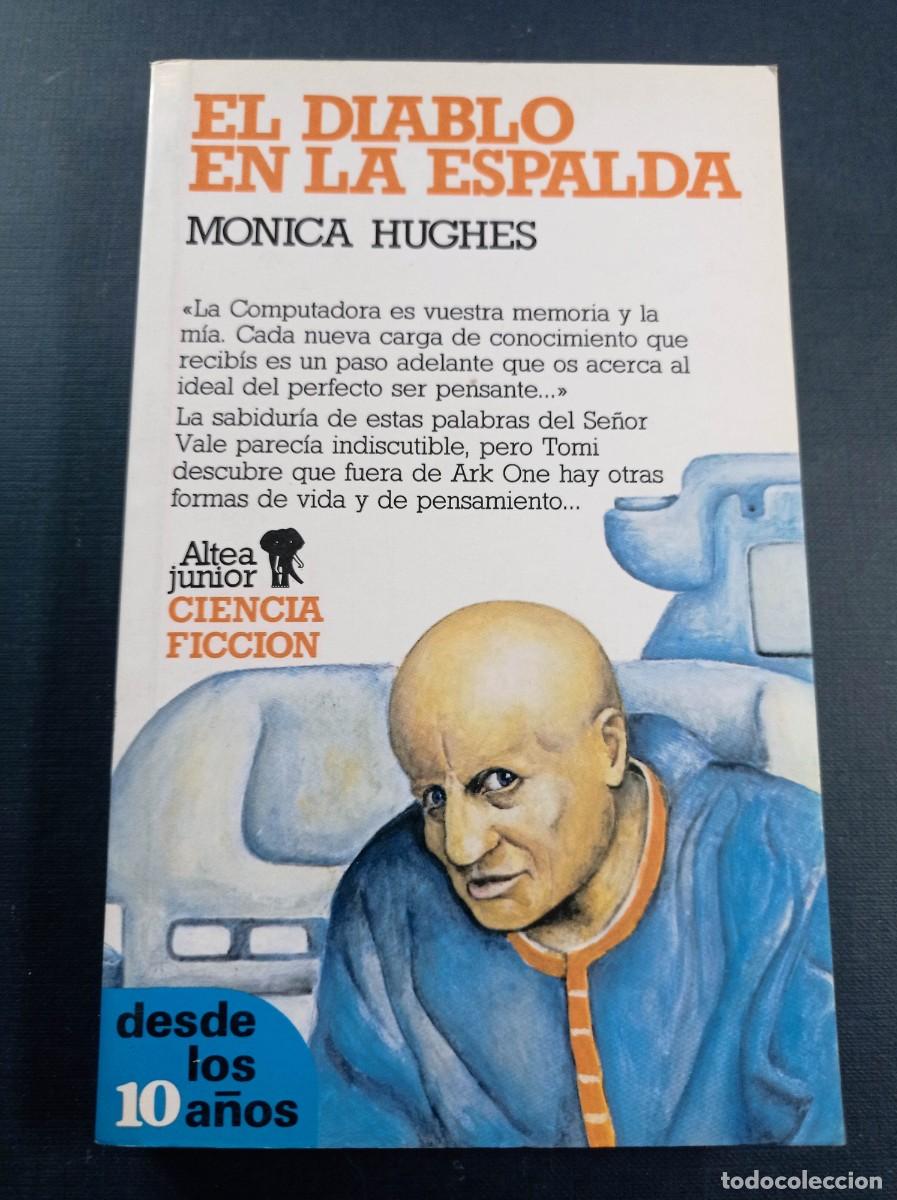 EL DIABLO
EN LA ESPALDA
MONICA HUGHES
«La Computadora es vuestra memoria y la
mía. Cada nueva carga de conocimiento que
recibís es un paso adelante que os acerca al
ideal del perfecto ser pensante...»
La sabiduría de estas palabras del Señor
Vale parecía indiscutible, pero Tomi
descubre que fuera de Ark One hay otras
formas de vida y de pensamiento...
Altea
junior
CIENCIA
FICCION
desde
los
10 años
todocoleccion